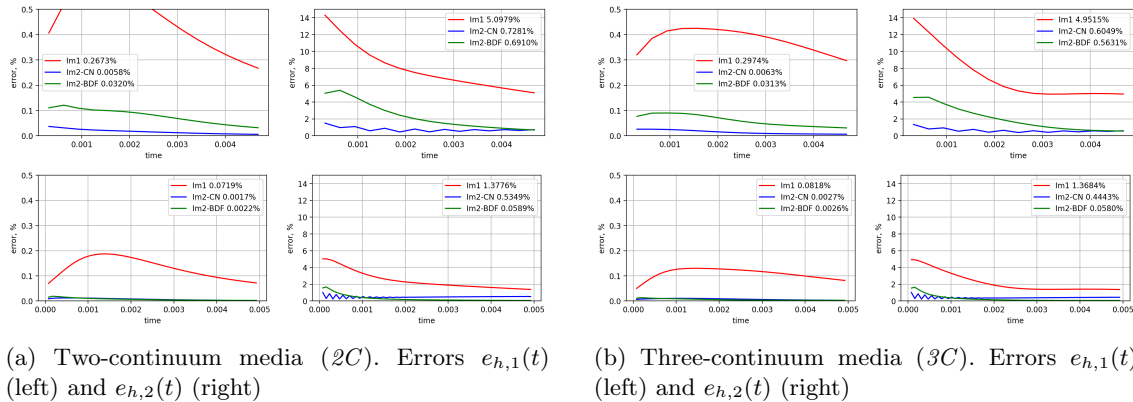 0.5
0.4
0.3
0.2
0.1
0.0
error, %
Im1 0.2673%
Im2-CN 0.0058%
Im2-BDF 0.0320%
0.001 0.002 0.003 0.004
time
14
12
10
8
6
4
2
0
error, %
Im1 5.0979%
Im2-CN 0.7281%
Im2-BDF 0.6910%
0.001 0.002 0.003 0.004
time
0.5
0.4
0.3
0.2
0.1
0.0
error, %
Im1 0.2974%
Im2-CN 0.0063%
Im2-BDF 0.0313%
0.001 0.002 0.003 0.004
time
14
12
10
8
6
4
2
0
error, %
Im1 4.9515%
Im2-CN 0.6049%
Im2-BDF 0.5631%
0.001 0.002 0.003 0.004
time
0.5
0.4
0.3
0.2
0.1
0.0
error, %
Im1 0.0719%
Im2-CN 0.0017%
Im2-BDF 0.0022%
0.000 0.001 0.002 0.003 0.004 0.005
time
14
12
10
8
6
4
2
0
error, %
Im1 1.3776%
Im2-CN 0.5349%
Im2-BDF 0.0589%
0.000 0.001 0.002 0.003 0.004 0.005
time
0.5
0.4
0.3
0.2
0.1
0.0
error, %
Im1 0.0818%
Im2-CN 0.0027%
Im2-BDF 0.0026%
0.000 0.001 0.002 0.003 0.004 0.005
time
14
12
10
8
6
4
2
0
error, %
Im1 1.3684%
Im2-CN 0.4443%
Im2-BDF 0.0580%
0.000 0.001 0.002 0.003 0.004 0.005
time
(a) Two-continuum media (2C). Errors e_{h,1}(t)
(left) and e_{h,2}(t) (right)
(b) Three-continuum media (3C). Errors e_{h,1}(t)
(left) and e_{h,2}(t) (right)